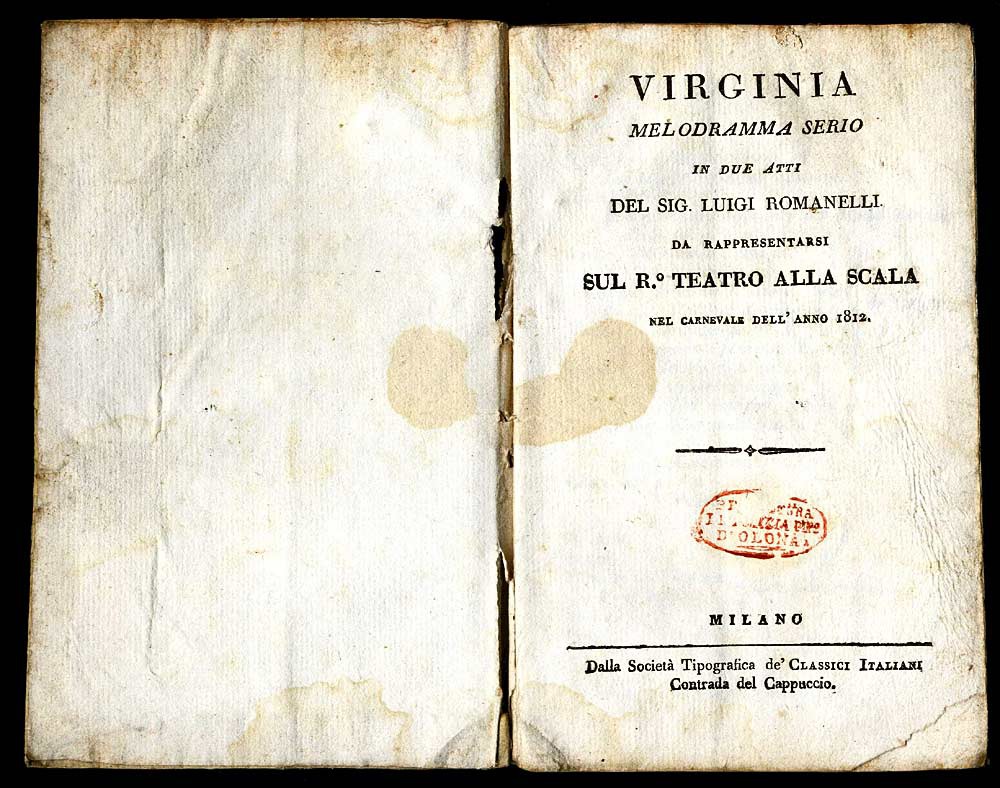 VIRGINIA
MELODRAMMA SERIO
IN DUE ATTI
DEL SIG. LUIGI ROMANELLI.
DA RAPPRESENTARSI
SUL R.º TEATRO ALLA SCALA
NEL CARNEVALE DELL'ANNO 1812.
D'OLONA
MILANO
Dalla Società Tipografica de' CLASSICI ITALIANI
Contrada del Cappuccio.